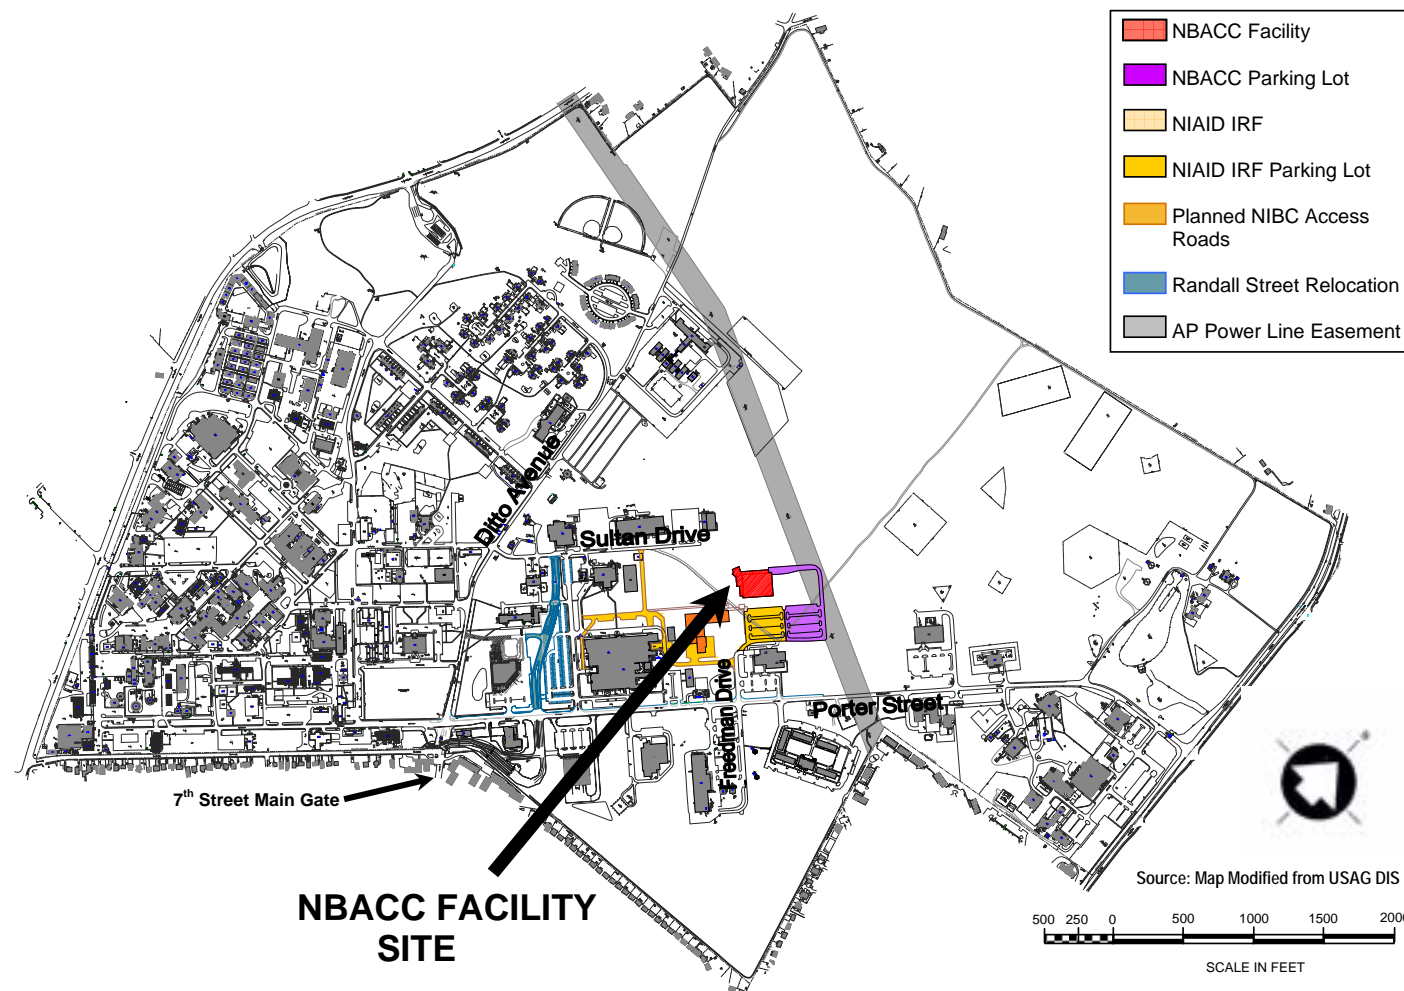 NBACC Facility
NBACC Parking Lot
NIAID IRF
NIAID IRF Parking Lot
Planned NIBC Access
Roads
Randall Street Relocation
AP Power Line Easement
Ditto Avenue
Sultan Drive
Freedman Drive
Porter Street
7th Street Main Gate
NBACC FACILITY
SITE
Source: Map Modified from USAG DIS
500 250 0 500 1000 1500 2000
SCALE IN FEET